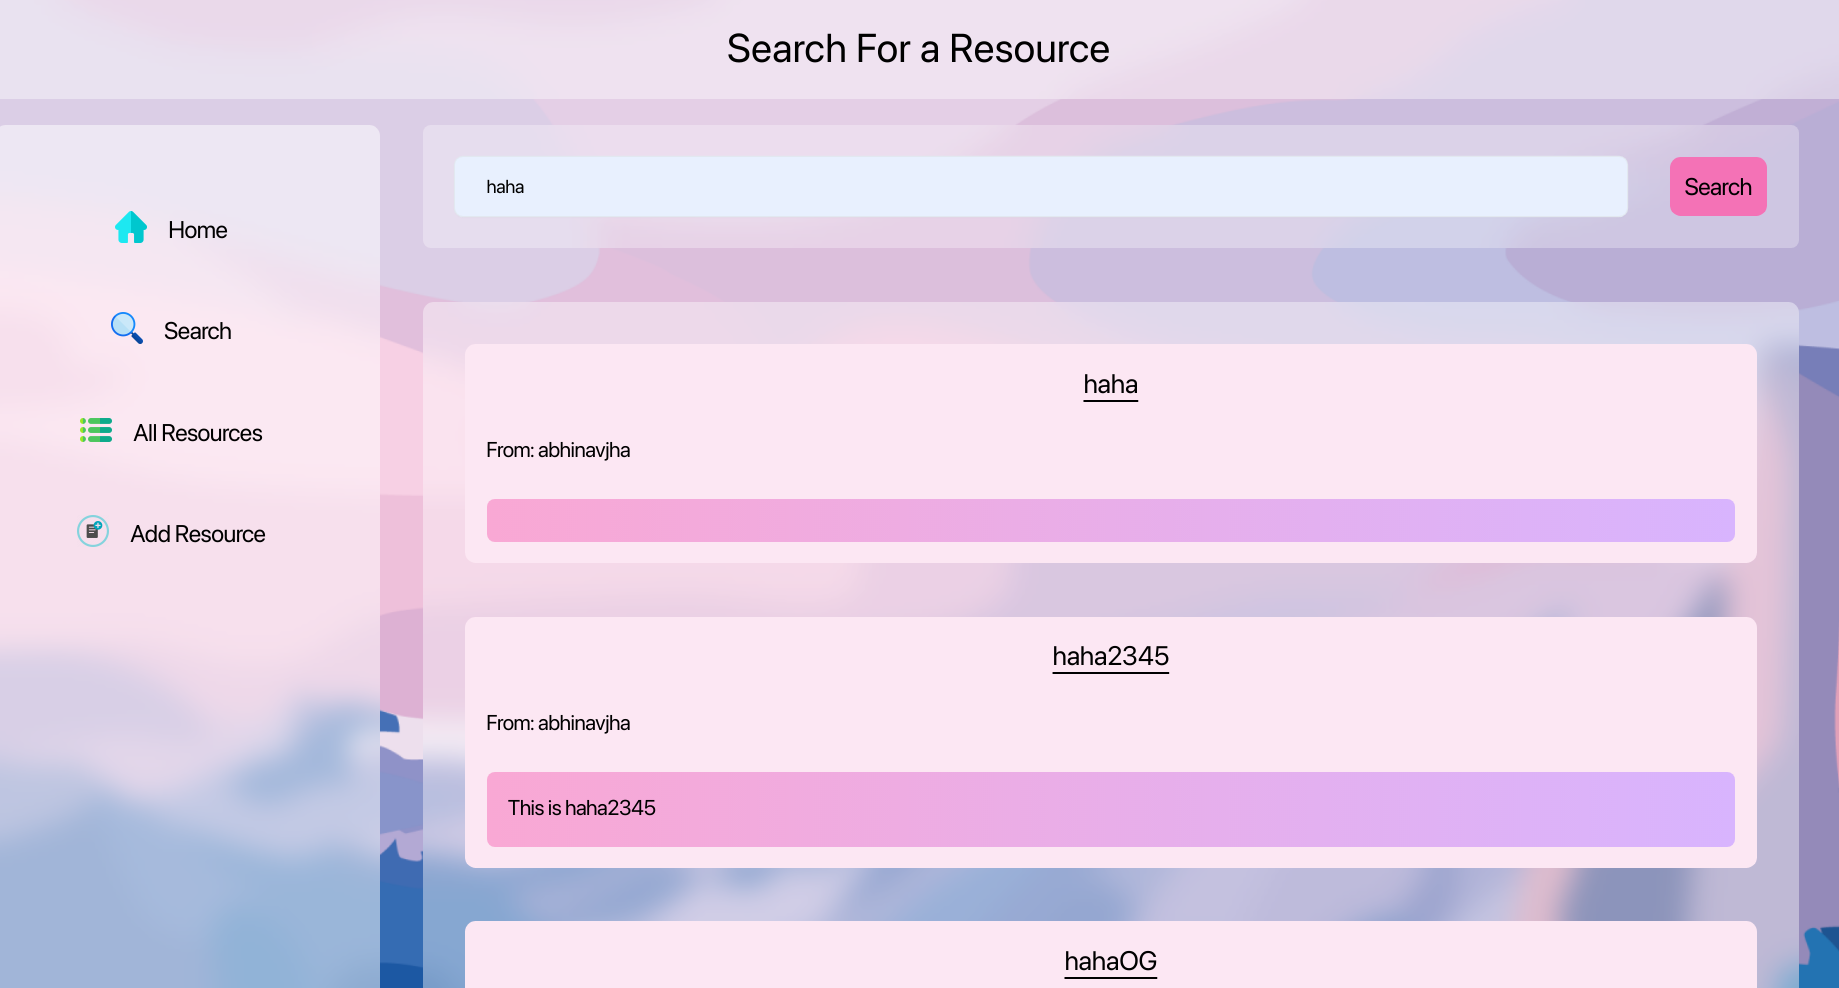 Search For a Resource
Home
Search
All Resources
Add Resource
haha
Search
haha
From: abhinavjha
haha2345
From: abhinavjha
This is haha2345
hahaOG